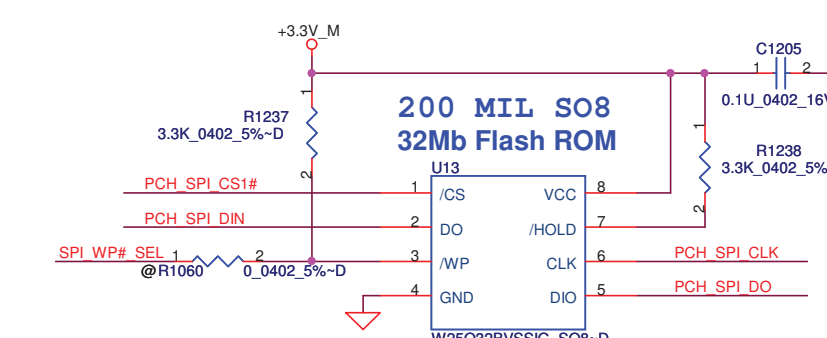 +3.3V_M
C1205
1 2
0.1U_0402_16V
200 MIL SO8
32Mb Flash ROM
1
R1237
3.3K_0402_5%~D
2
1
R1238
3.3K_0402_5%
2
U13
PCH_SPI_CS1# 1 /CS VCC 8
PCH_SPI_DIN 2 DO /HOLD 7
SPI_WP#_SEL 1 2 3 /WP CLK 6 PCH_SPI_CLK
@R1060 0_0402_5%~D
4 GND DIO 5 PCH_SPI_DO
W25Q32BVSSIG_SO8~D